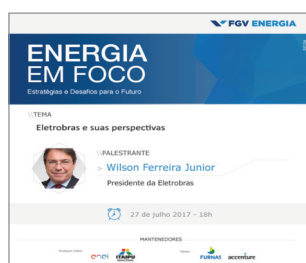 FGV ENERGIA
ENERGIA
EM FOCO
Estratégias e Desafios para o Futuro
\\TEMA
Eletrobras e suas perspectivas
\\PALESTRANTE
> Wilson Ferreira Junior
Presidente da Eletrobras
27 de julho 2017 - 18h
MANTENEDORES
enel ITAIPU FURNAS accenture